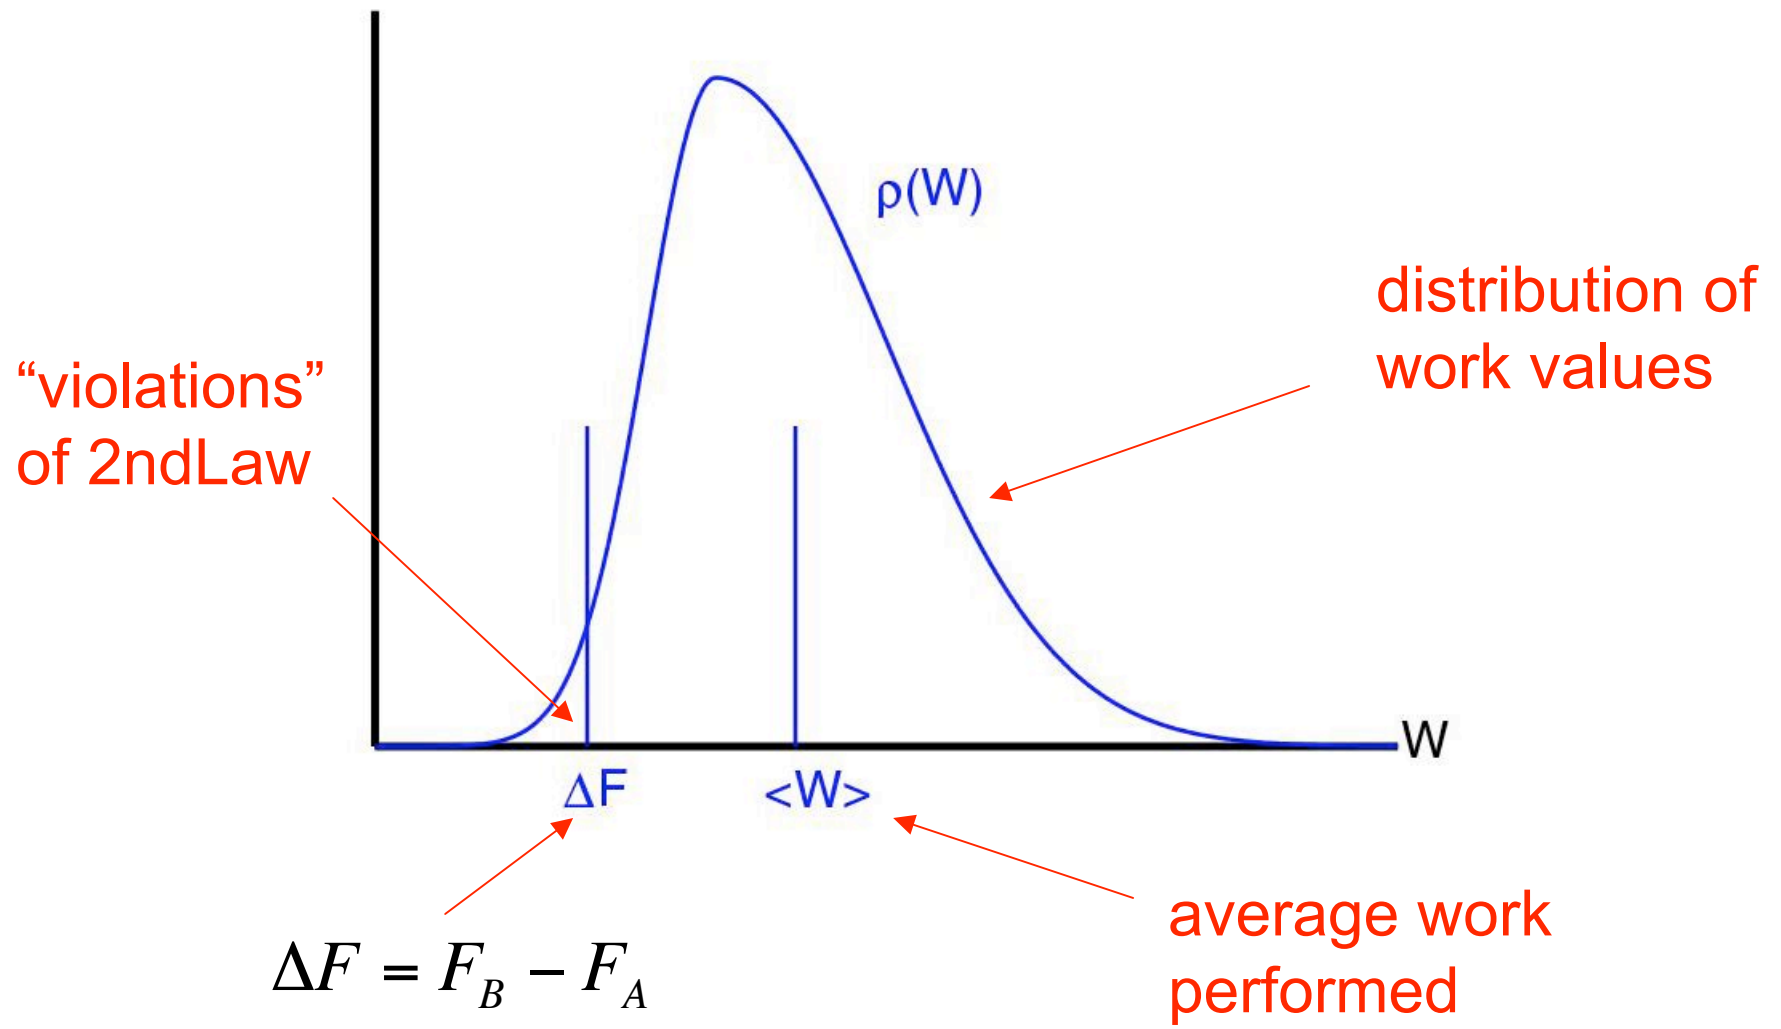 ρ(W)
distribution of
work values
“violations”
of 2ndLaw
W
ΔF
<W>
average work
performed
ΔF = F_B − F_A